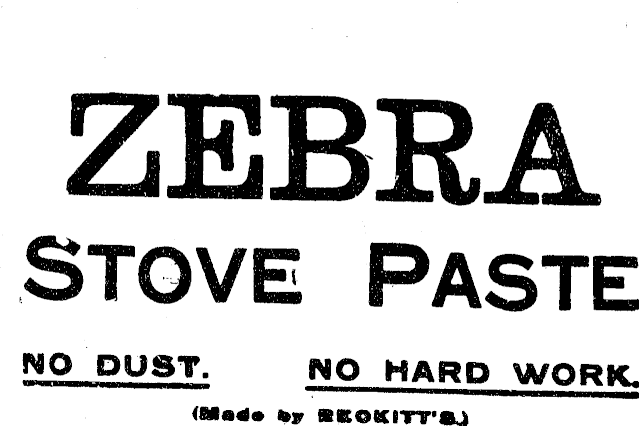 ZEBRA
STOVE PASTE
NO DUST. NO HARD WORK.
(Made by RECKITT'S.)